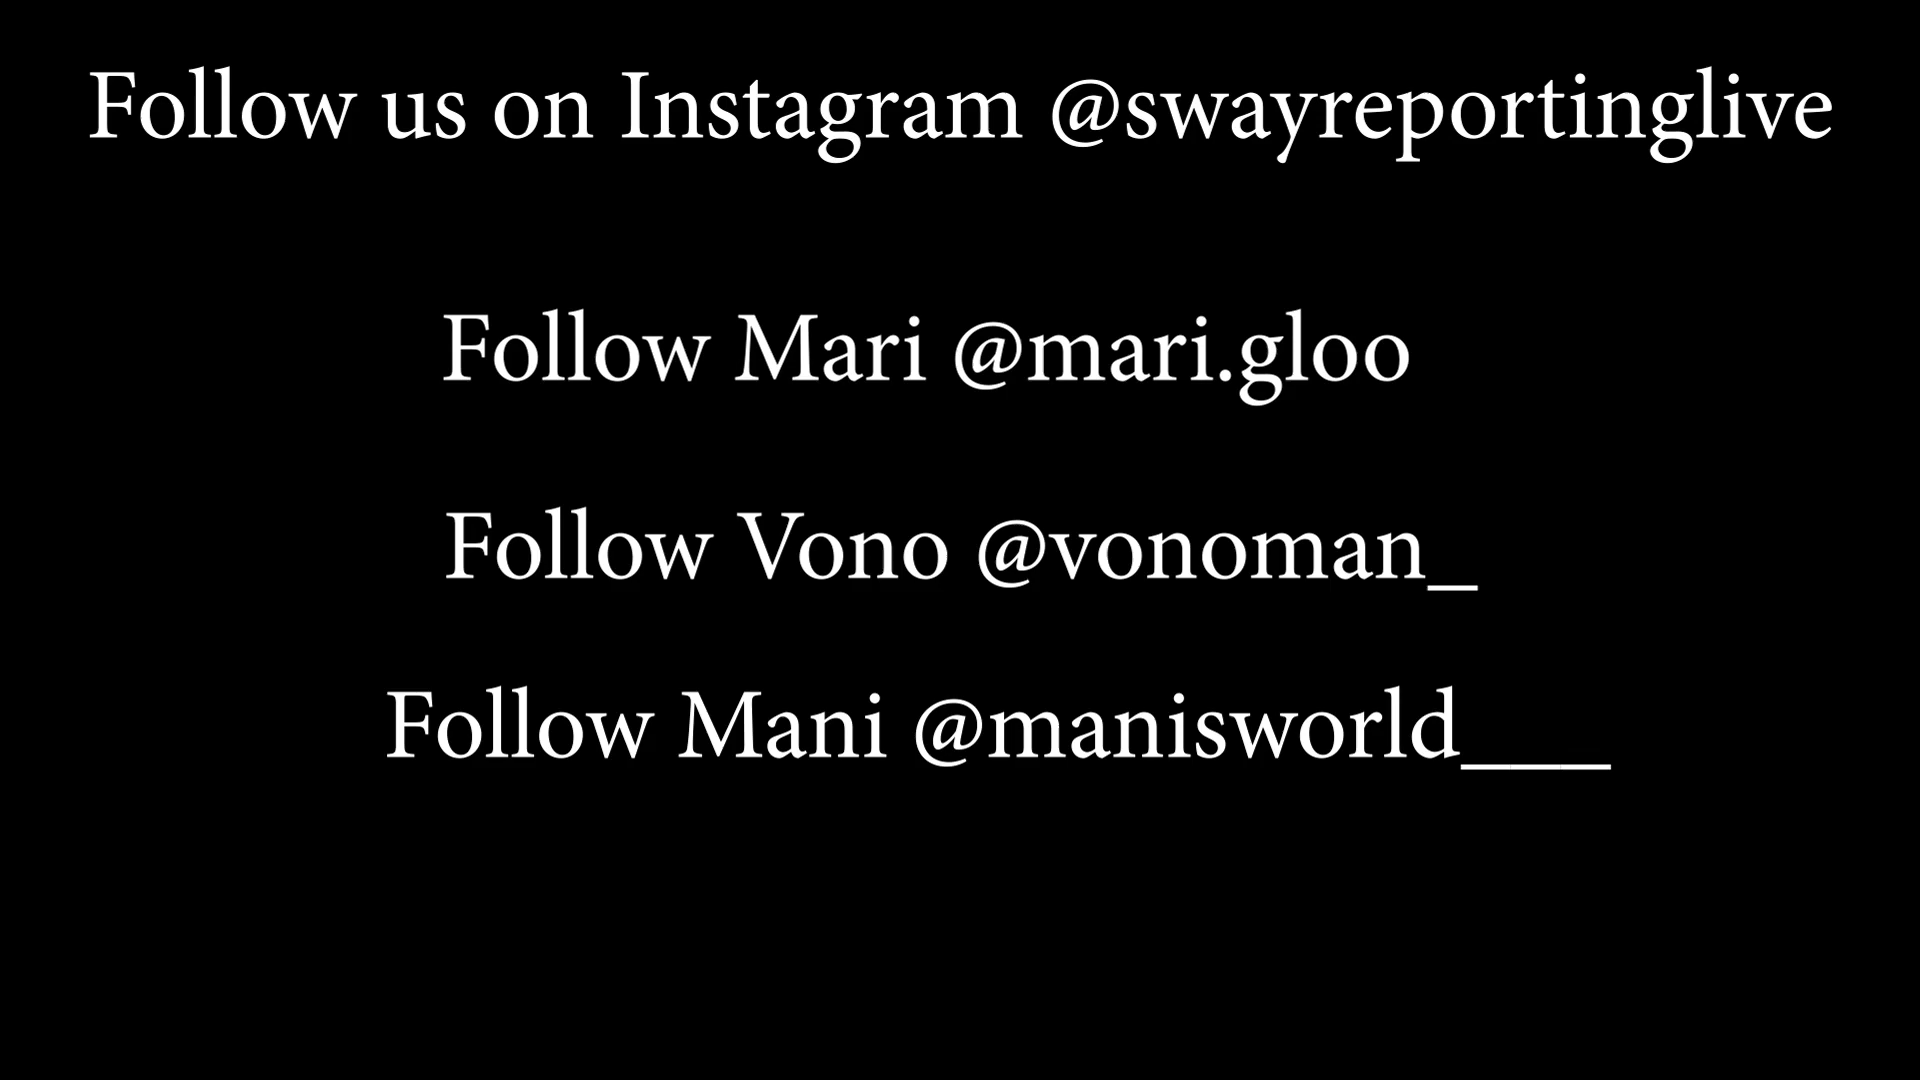 Follow us on Instagram @swayreportinglive
Follow Mari @mari.gloo
Follow Vono @vonoman_
Follow Mani @manisworld___